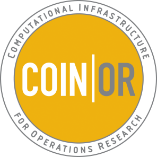 COMPUTATIONAL INFRASTRUCTURE
COIN|OR
FOR OPERATIONS RESEARCH